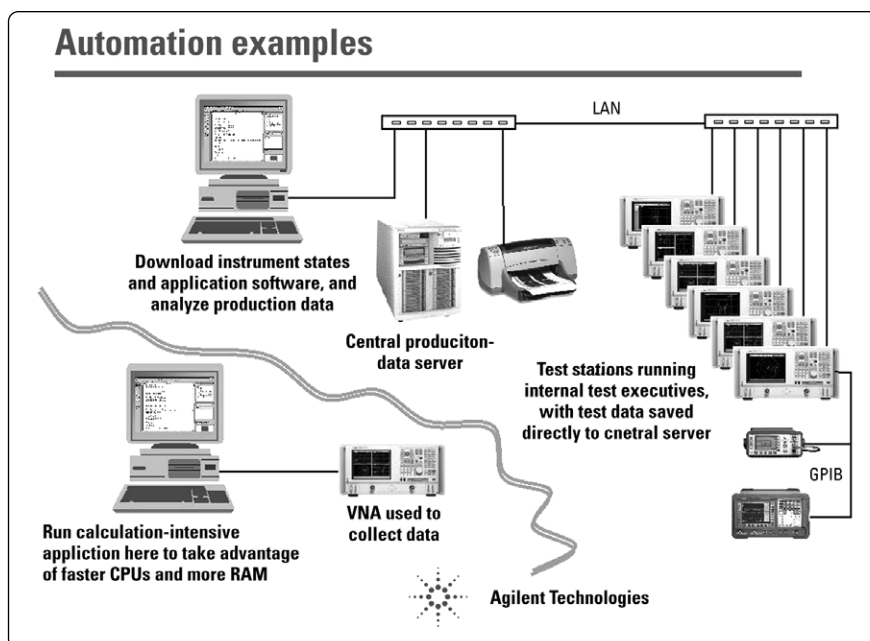 Automation examples
LAN
Download instrument states
and application software, and
analyze production data
Central produciton-
data server
Test stations running
internal test executives,
with test data saved
directly to cnetral server
GPIB
Run calculation-intensive
appliction here to take advantage
of faster CPUs and more RAM
VNA used to
collect data
Agilent Technologies